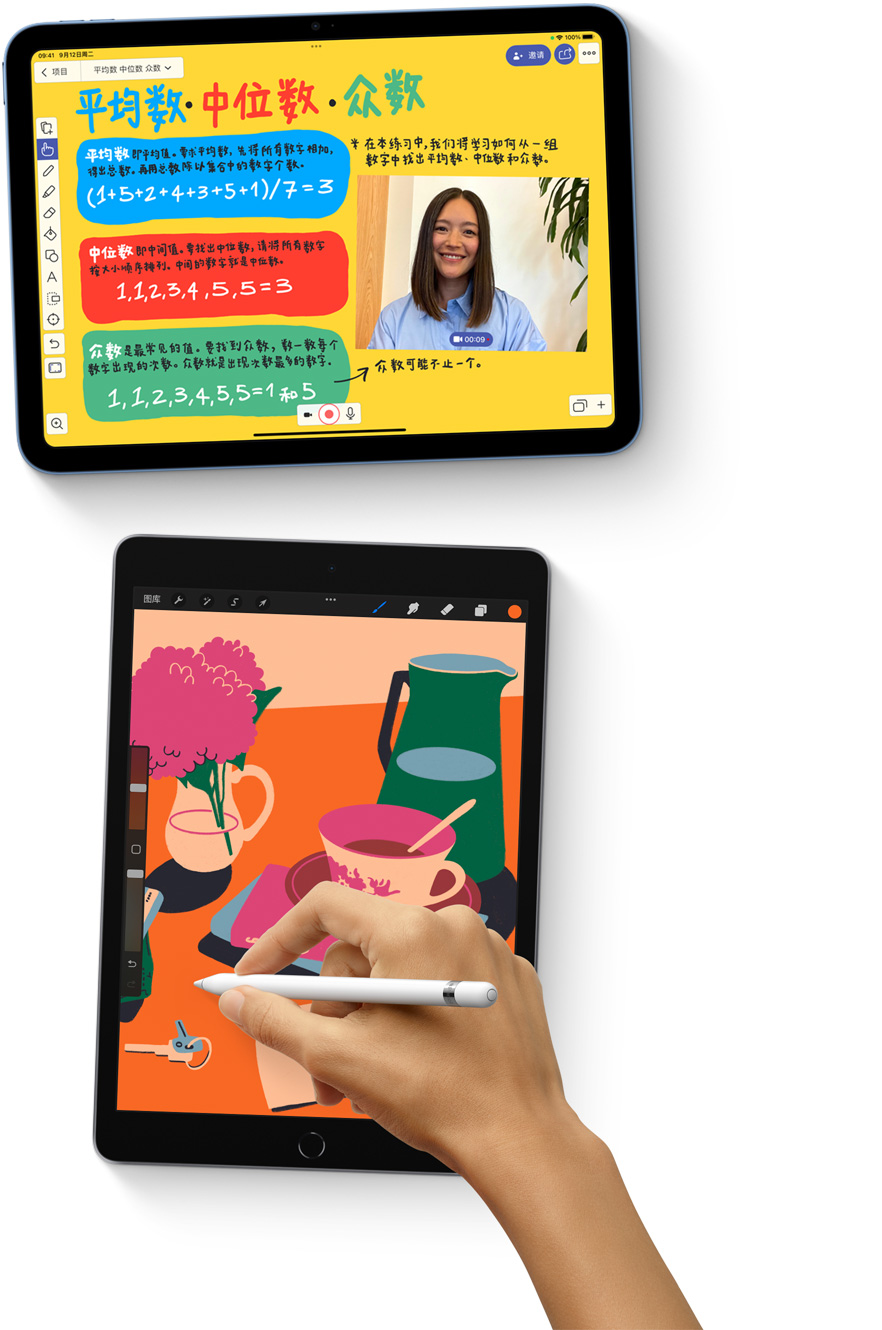 09:41 9月12日周二
100%
项目
平均数 中位数 众数
邀请
平均数·中位数·众数
平均数即平均值。要求平均数,先将所有数字相加,
得出总数。再用总数除以集合中的数字个数。
(1+5+2+4+3+5+1)/7=3
* 在本练习中,我们将学习如何从一组
数字中找出平均数、中位数和众数。
中位数即中间值。要找出中位数,请将所有数字
按大小顺序排列。中间的数字就是中位数。
1,1,2,3,4,5,5=3
00:09
众数是最常见的值。要找到众数,数一数每个
数字出现的次数。众数就是出现次数最多的数字。
1,1,2,3,4,5,5=1和5
众数可能不止一个。
A
图库